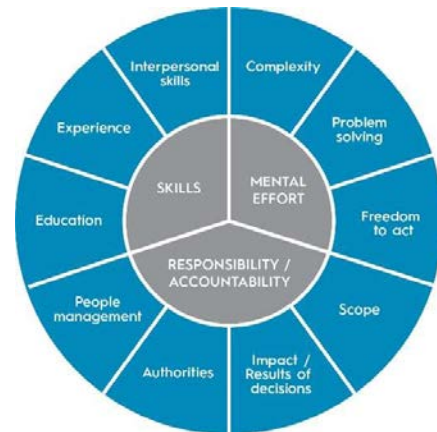 Interpersonal
skills
Complexity
Problem
solving
Freedom
to act
Scope
Impact /
Results of
decisions
Authorities
People
management
Education
Experience
SKILLS
MENTAL
EFFORT
RESPONSIBILITY /
ACCOUNTABILITY